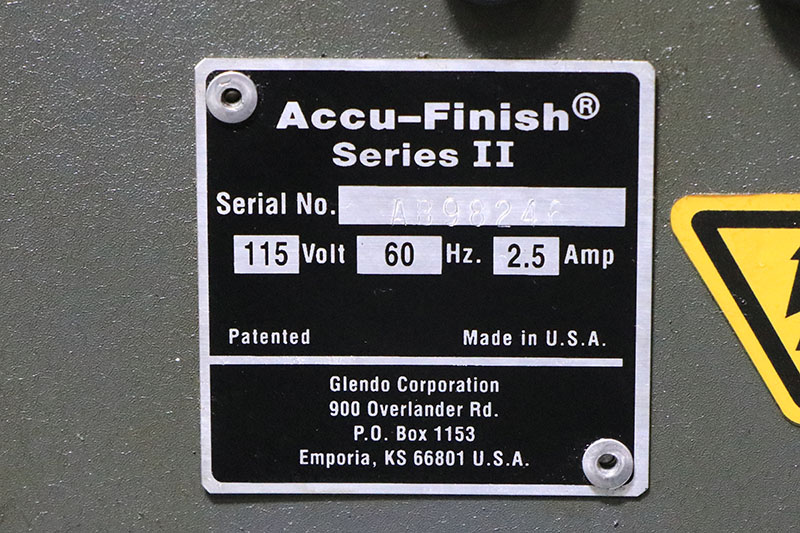 Accu-Finish®
Series II
Serial No.
115 Volt 60 Hz. 2.5 Amp
Patented Made in U.S.A.
Glendo Corporation
900 Overlander Rd.
P.O. Box 1153
Emporia, KS 66801 U.S.A.